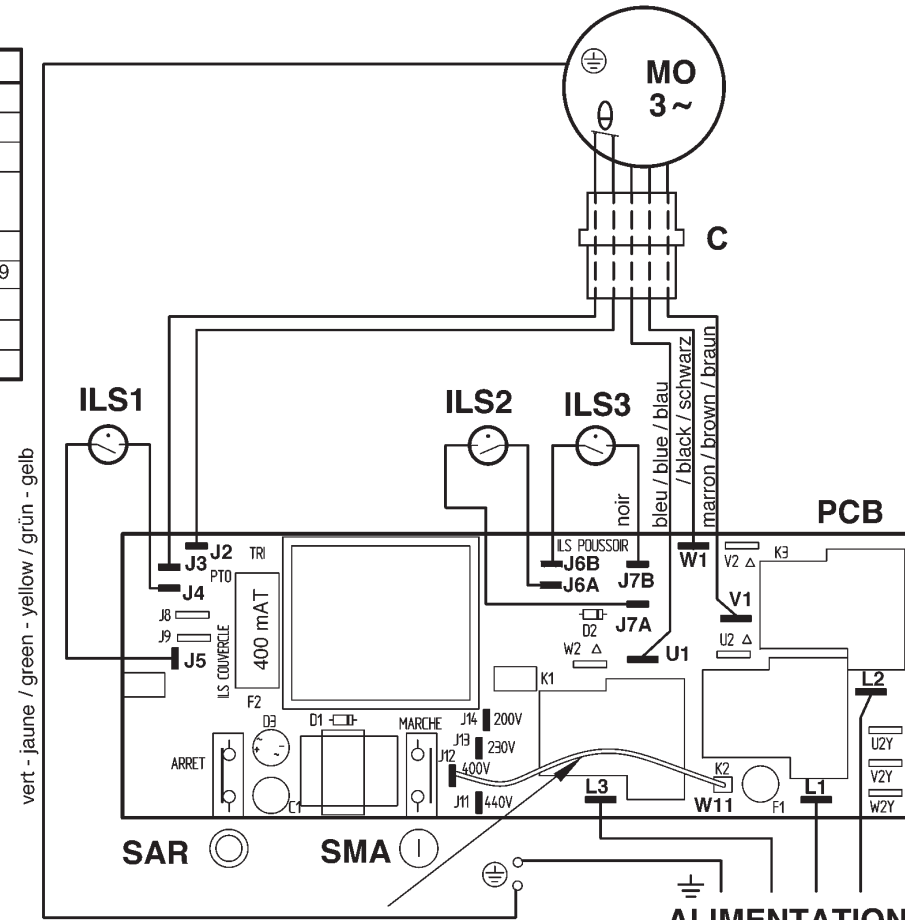 MO
3~
θ
C
9
ILS1
ILS2
ILS3
noir
bleu / blue / blau
/ black / schwarz
marron / brown / braun
vert - jaune / green - yellow / grün - gelb
PCB
J2
J3
J4
J5
J8
J9
TRI
PTO
ILS COUVERCLE
400 mAT
F2
ILS POUSSOIR
J6B
J6A
J7B
J7A
D2
W2 △
U1
W1
V2 △
K3
V1
U2 △
L2
K1
D3
D1
MARCHE
J14 200V
J13 230V
J12 400V
J11 440V
ARRET
C1
L3
K2
W11
F1
L1
U2Y
V2Y
W2Y
SAR
SMA
ALIMENTATION